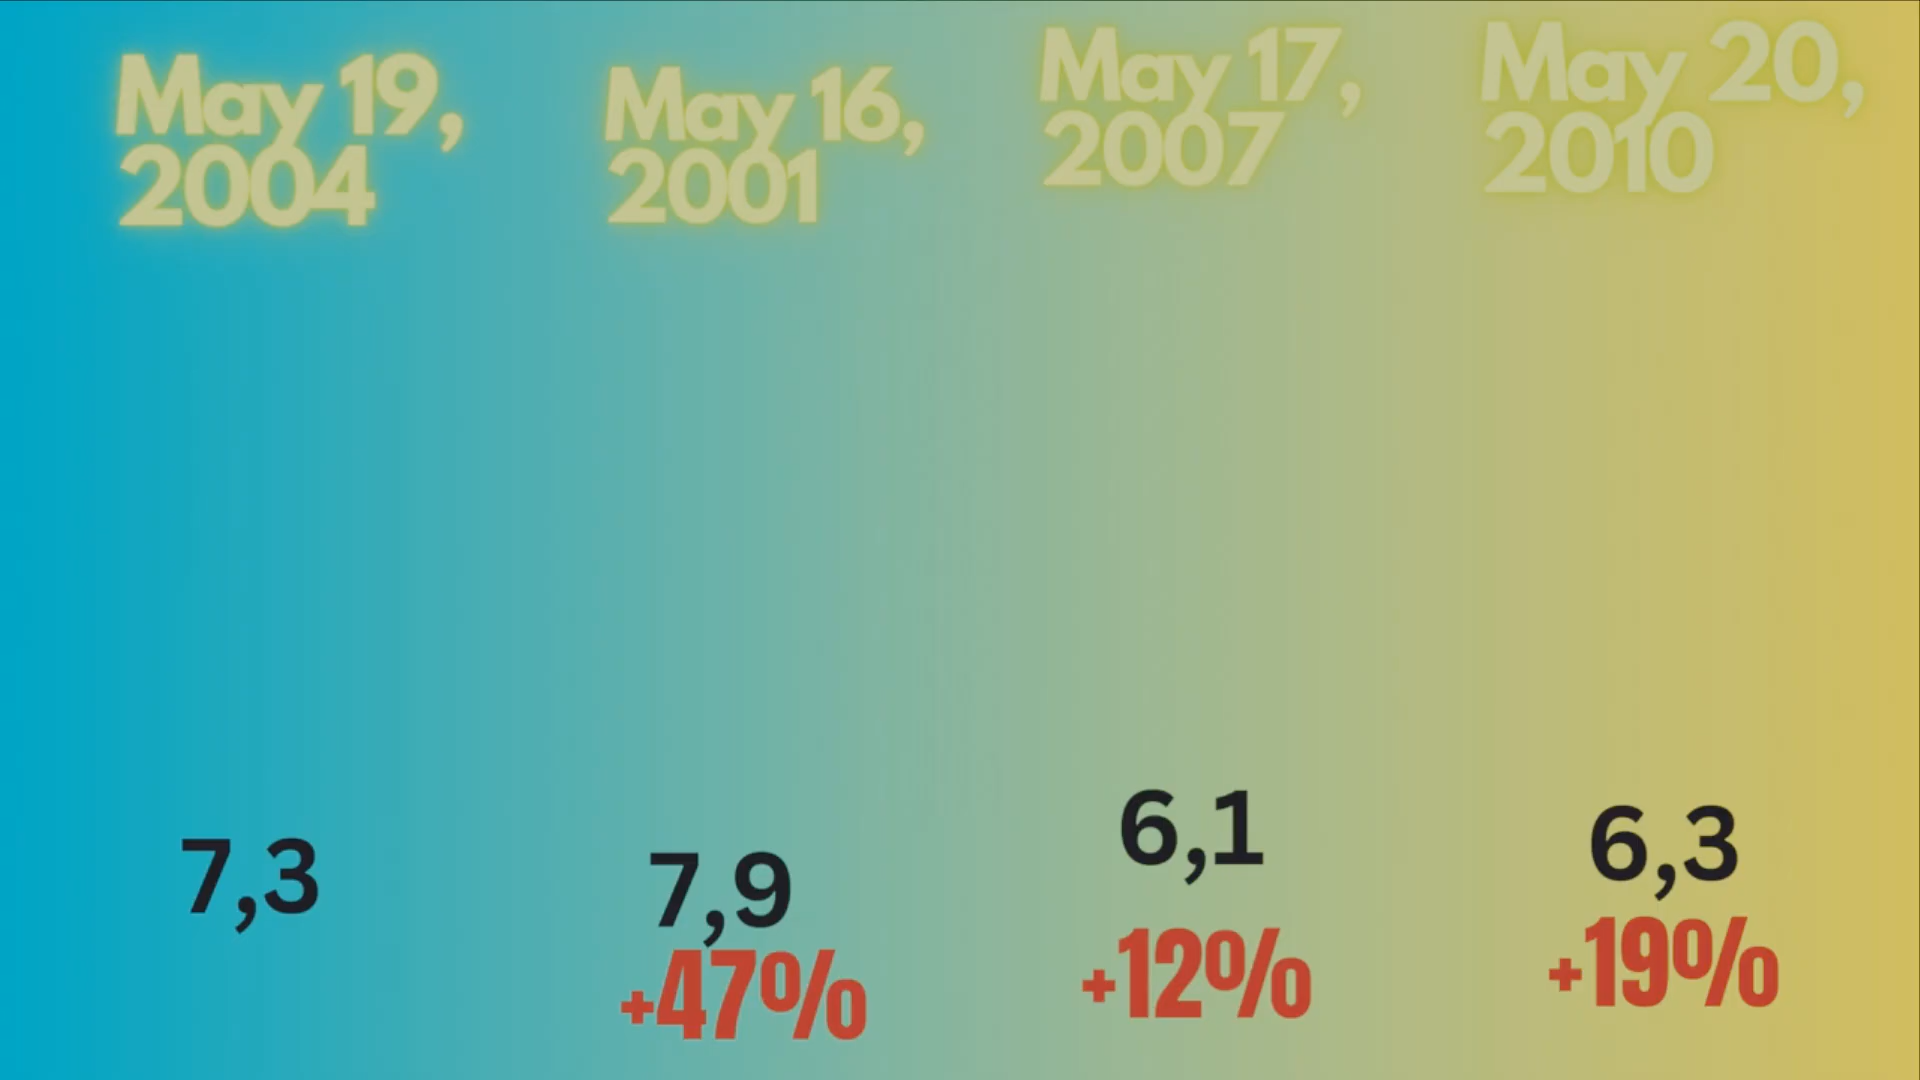 May 19,
2004
May 16,
2001
May 17,
2007
May 20,
2010
7,3
7,9
+47%
6,1
+12%
6,3
+19%